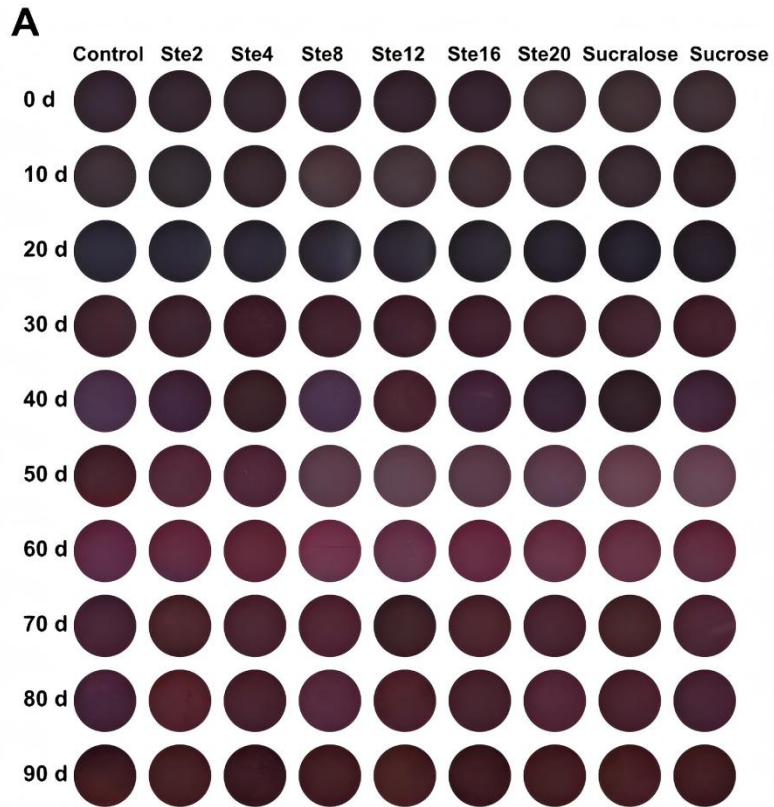 A
Control Ste2 Ste4 Ste8 Ste12 Ste16 Ste20 Sucralose Sucrose
0 d
10 d
20 d
30 d
40 d
50 d
60 d
70 d
80 d
90 d